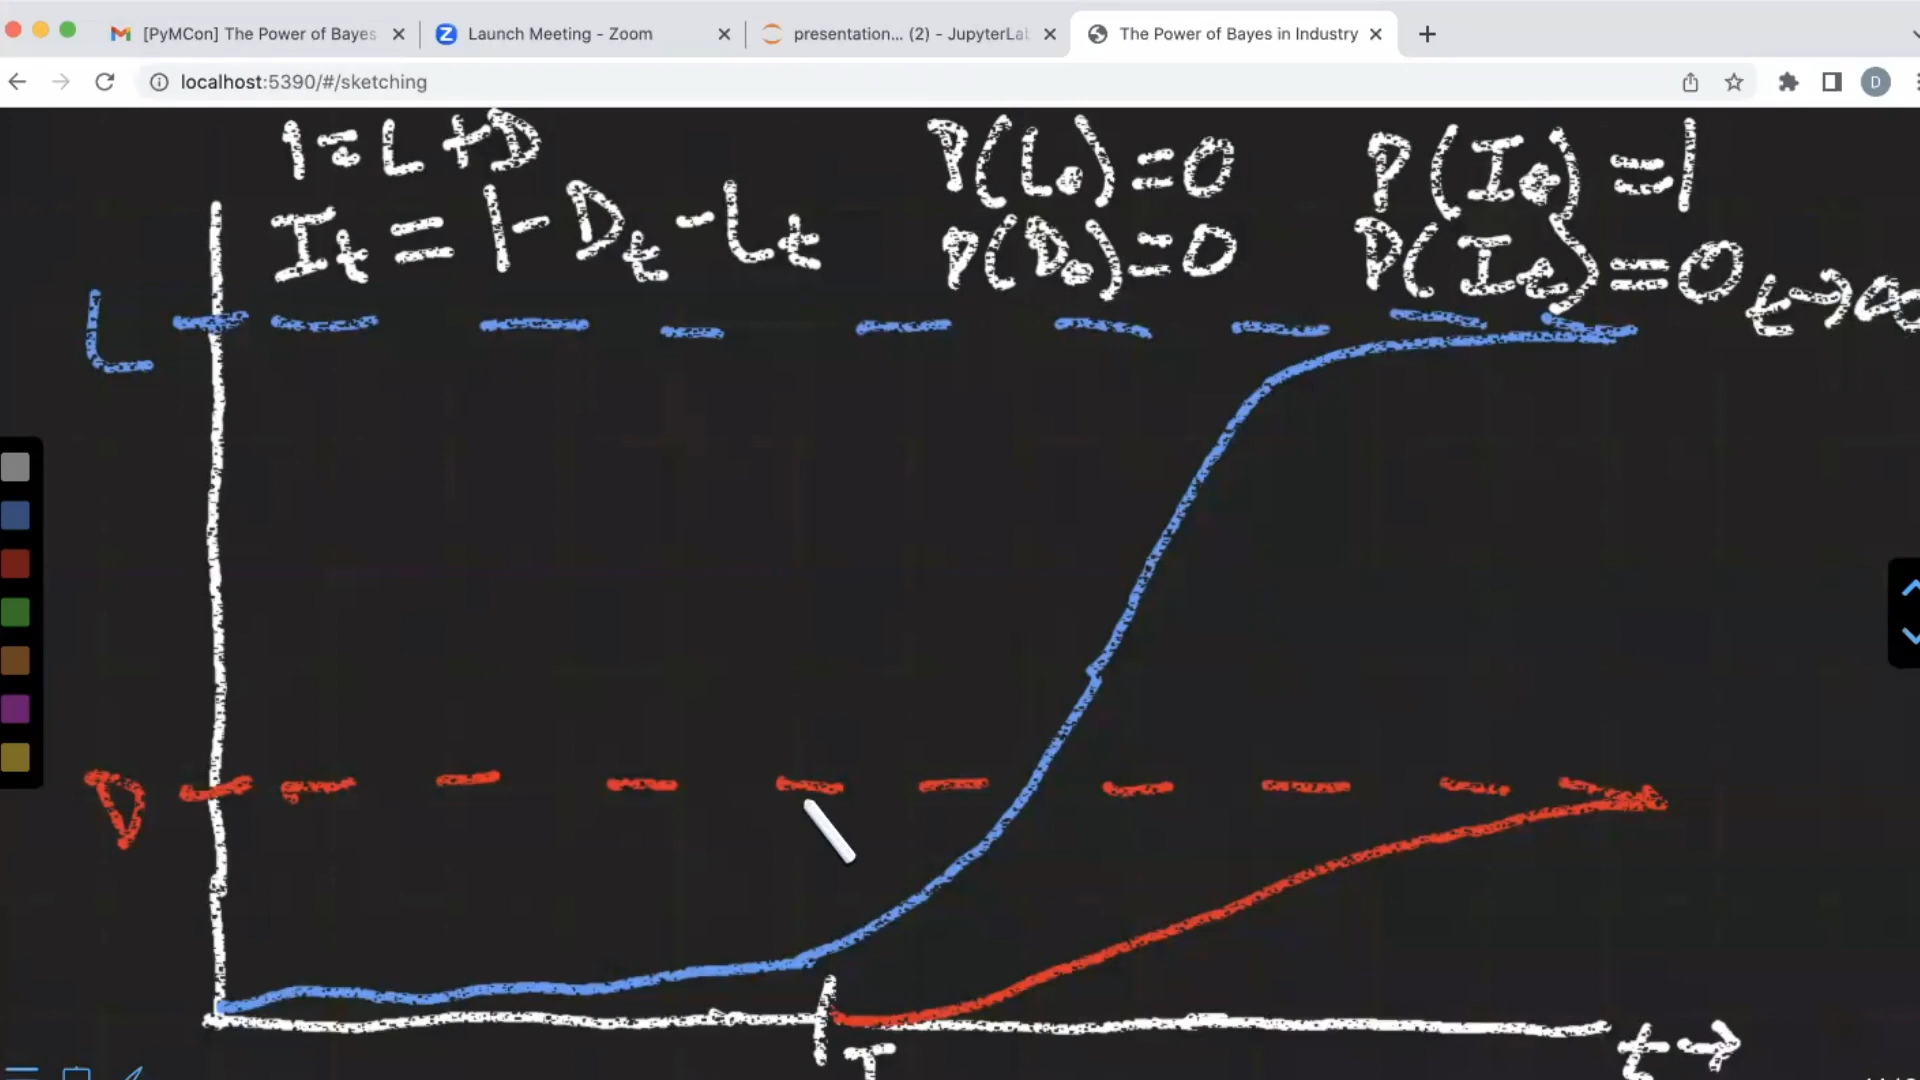 [PyMCon] The Power of Bayes
Launch Meeting - Zoom
presentation... (2) - JupyterLa
The Power of Bayes in Industry
localhost:5390/#/sketching
D
1 = L + D
I_t = 1 - D_t - L_t
P(L_0) = 0
P(D_0) = 0
P(I_0) = 1
P(I_t) = 0 t→∞
L
D
T
t→